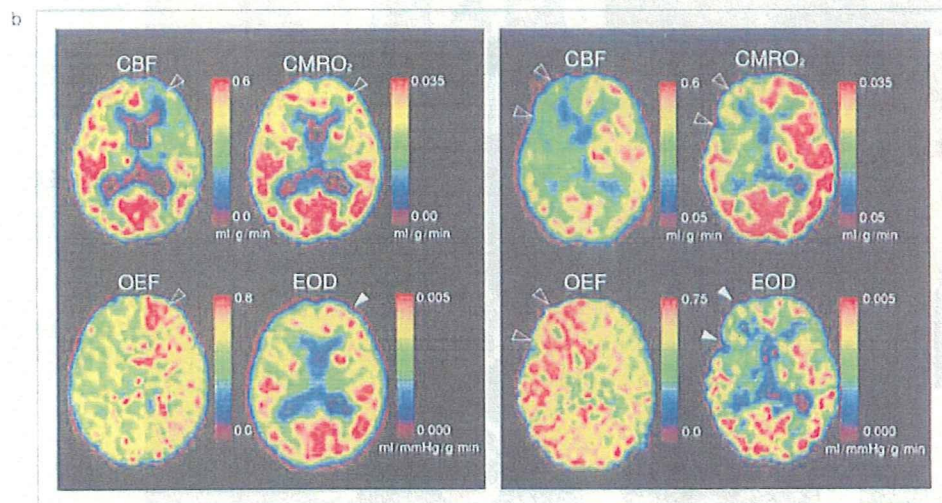 b
CBF
CMRO₂
0.6
0.035
0.0
0.00
ml/g/min
ml/g/min
OEF
EOD
0.8
0.005
0.0
0.000
ml/mmHg/g/min
CBF
CMRO₂
0.6
0.035
0.05
0.05
ml/g/min
ml/g/min
OEF
EOD
0.75
0.005
0.0
0.000
ml/mmHg/g/min